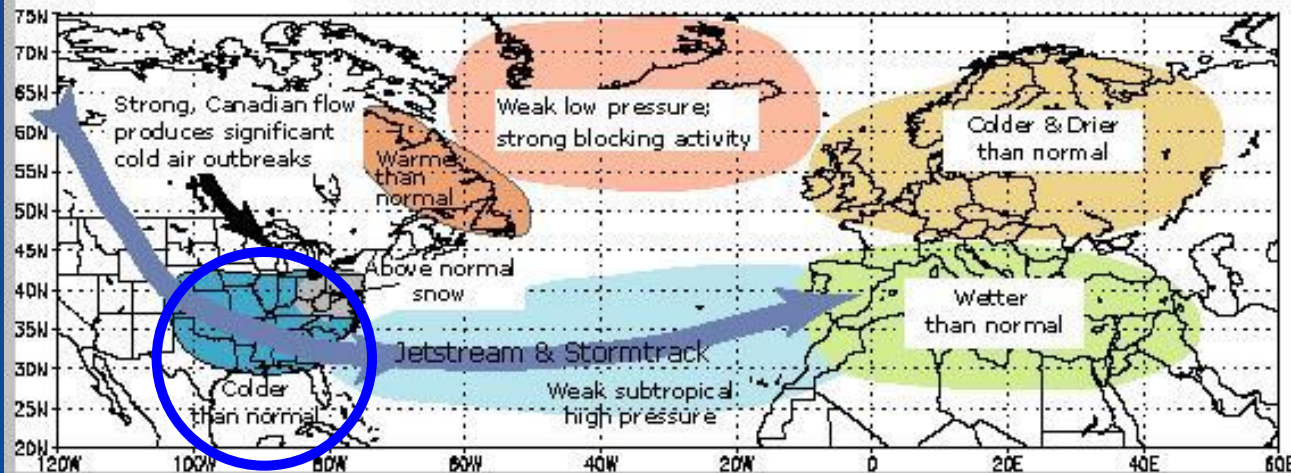 75N
70N
65N
60N
55N
50N
45N
40N
35N
30N
25N
20N
Strong, Canadian flow
produces significant
cold air outbreaks
Weak low pressure;
strong blocking activity
Colder & Drier
than normal
Warme
than
normal
Above normal
snow
Wetter
than normal
Jetstream & Stormtrack
Colder
than normal
Weak subtropical
high pressure
120W 100W 80W 60W 40W 20W 0 20E 40E 60E